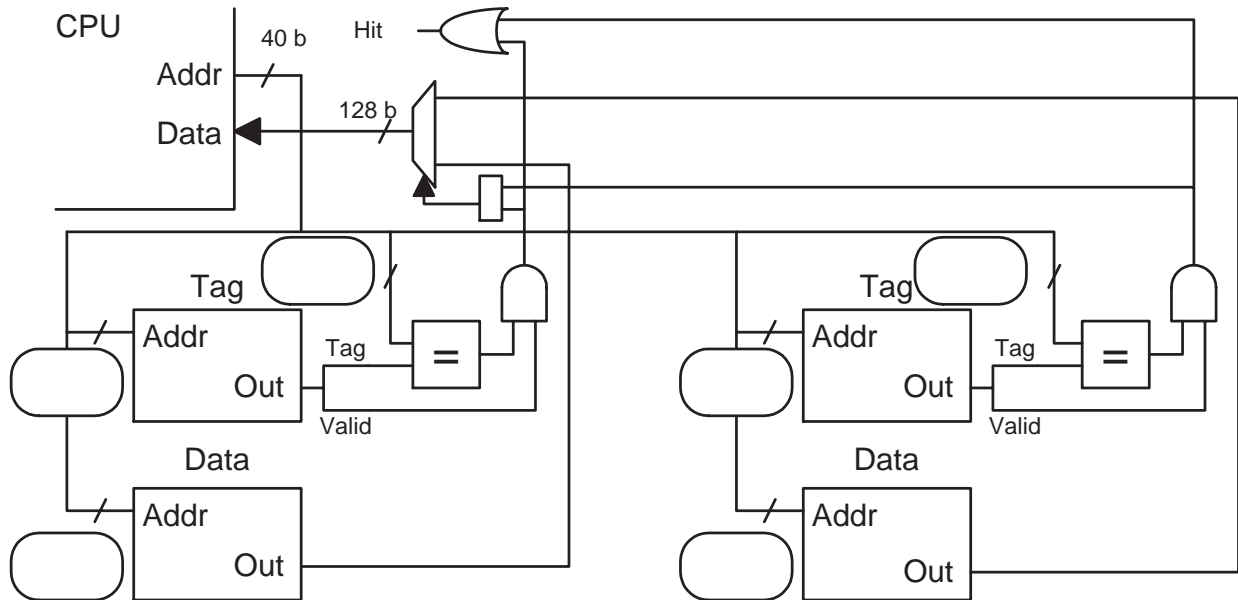 CPU
Hit
40 b
Addr
128 b
Data
Tag
Tag
Addr
=
Addr
=
Tag
Tag
Out
Out
Valid
Valid
Data
Data
Addr
Addr
Out
Out